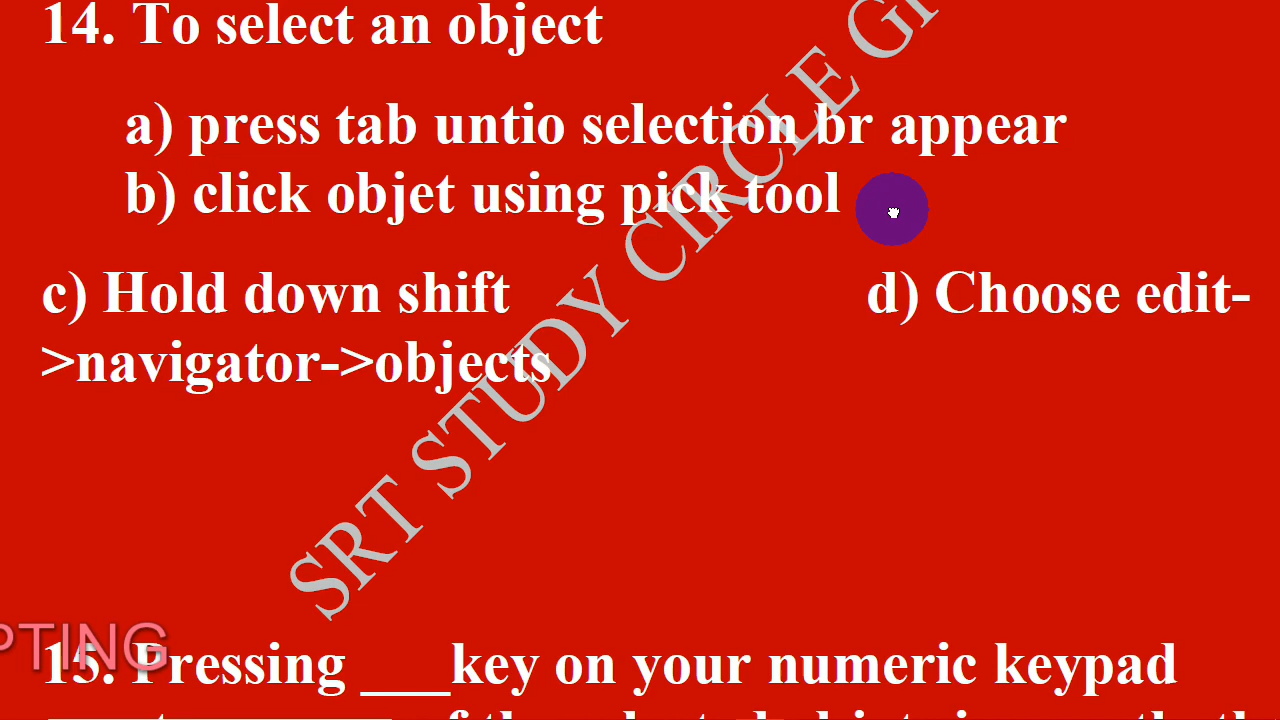 14. To select an object
a) press tab untio selection br appear
b) click objet using pick tool
c) Hold down shift d) Choose edit-
>navigator->objects
SRT STUDY CIRCLE
PTING
15. Pressing ___key on your numeric keypad